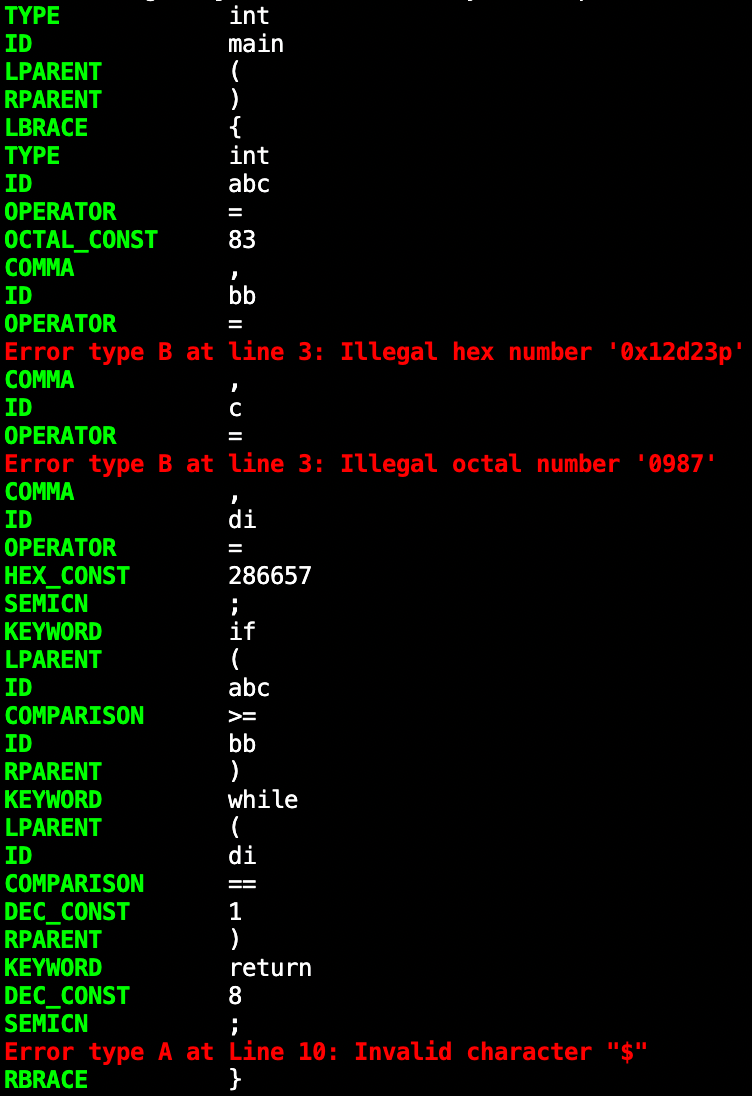 TYPE int
ID main
LPARENT (
RPARENT )
LBRACE {
TYPE int
ID abc
OPERATOR =
OCTAL_CONST 83
COMMA ,
ID bb
OPERATOR =
Error type B at line 3: Illegal hex number '0x12d23p'
COMMA ,
ID c
OPERATOR =
Error type B at line 3: Illegal octal number '0987'
COMMA ,
ID di
OPERATOR =
HEX_CONST 286657
SEMICN ;
KEYWORD if
LPARENT (
ID abc
COMPARISON >=
ID bb
RPARENT )
KEYWORD while
LPARENT (
ID di
COMPARISON ==
DEC_CONST 1
RPARENT )
KEYWORD return
DEC_CONST 8
SEMICN ;
Error type A at Line 10: Invalid character "$"
RBRACE }